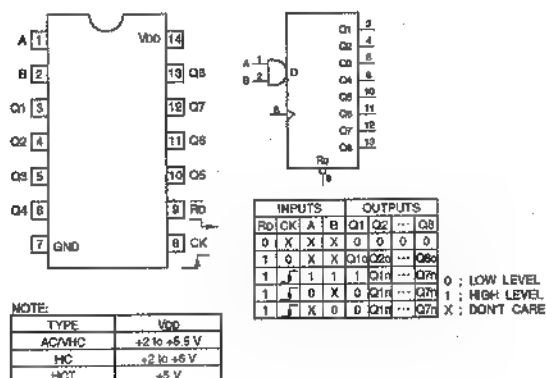 A 1
VDD 14
B 2
13 Q8
Q1 3
12 Q7
Q2 4
11 Q6
Q3 5
10 Q5
Q4 6
9 RD
7 GND
8 CK
A 1
B 2
D
8
RD
9
Q1 3
Q2 4
Q3 5
Q4 6
Q5 10
Q6 11
Q7 12
Q8 13
INPUTS OUTPUTS
RD CK A B Q1 Q2 ... Q8
0 X X X 0 0 0 0
1 0 X X Q1o Q2o ... Q8o
1 1 1 1 Q1n ... Q7n
1 0 X 0 Q1n ... Q7n
1 X 0 0 Q1n ... Q7n
0 : LOW LEVEL
1 : HIGH LEVEL
X : DON'T CARE
NOTE:
TYPE VDD
AC/VHC +2 to +5.5 V
HC +2 to +6 V
HCT +5 V